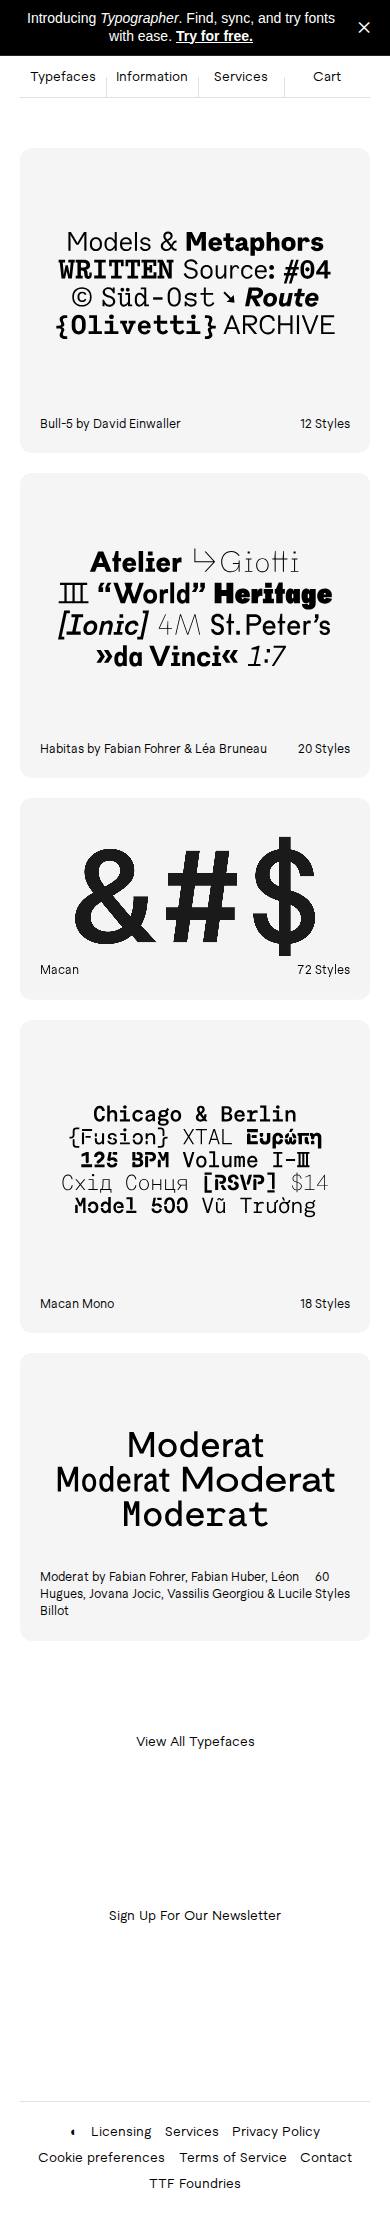 Introducing Typographer. Find, sync, and try fonts
with ease. Try for free. ×
Typefaces Information Services Cart
Models & Metaphors
WRITTEN Source: #04
© Süd-Ost ➘ Route
{Olivetti} ARCHIVE
Bull-5 by David Einwaller 12 Styles
Atelier ↳Giotti
III “World” Heritage
[Ionic] 4M St. Peter’s
»da Vinci« 1:7
Habitas by Fabian Fohrer & Léa Bruneau 20 Styles
&#$
Macan 72 Styles
Chicago & Berlin
{Fusion} XTAL Ευρώπη
125 BPM Volume I–III
Схід Сонця [RSVP] $14
Model 500 Vũ Trường
Macan Mono 18 Styles
Moderat
Moderat Moderat
Moderat
Moderat by Fabian Fohrer, Fabian Huber, Léon 60
Hugues, Jovana Jocic, Vassilis Georgiou & Lucile Styles
Billot
View All Typefaces
Sign Up For Our Newsletter
Licensing Services Privacy Policy
Cookie preferences Terms of Service Contact
TTF Foundries